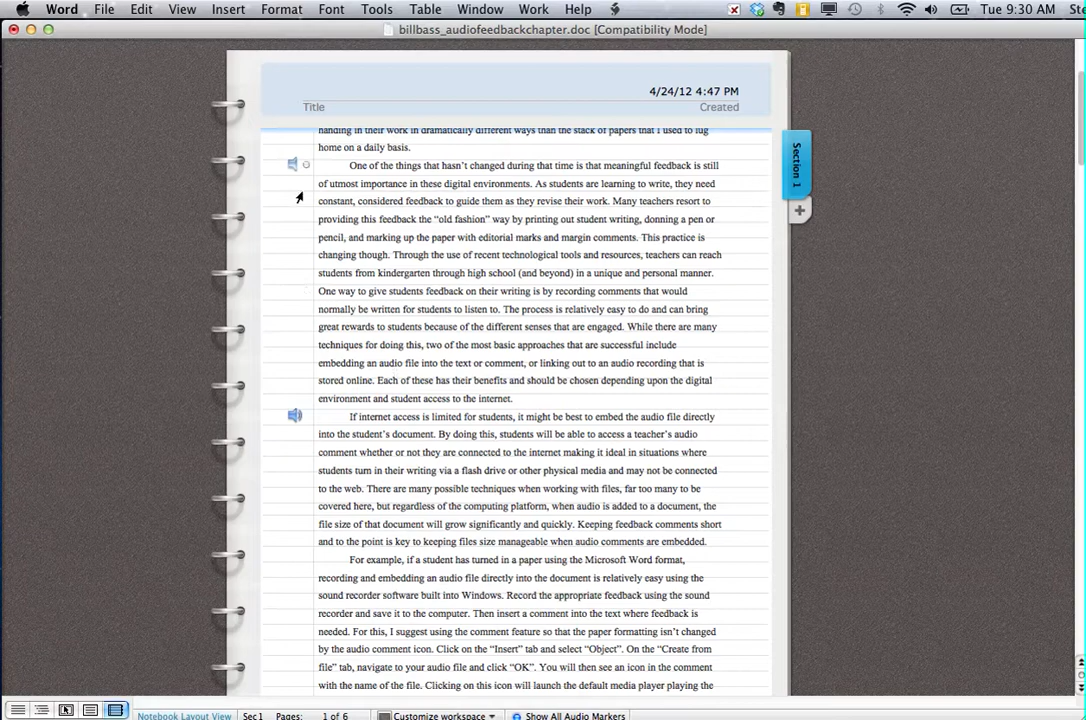 Word File Edit View Insert Format Font Tools Table Window Work Help Tue 9:30 AM Ste
billbass_audiofeedbackchapter.doc [Compatibility Mode]
4/24/12 4:47 PM
Title Created
handing in their work in dramatically different ways than the stack of papers that I used to lug
home on a daily basis.
One of the things that hasn't changed during that time is that meaningful feedback is still
of utmost importance in these digital environments. As students are learning to write, they need
constant, considered feedback to guide them as they revise their work. Many teachers resort to
providing this feedback the “old fashion” way by printing out student writing, donning a pen or
pencil, and marking up the paper with editorial marks and margin comments. This practice is
changing though. Through the use of recent technological tools and resources, teachers can reach
students from kindergarten through high school (and beyond) in a unique and personal manner.
One way to give students feedback on their writing is by recording comments that would
normally be written for students to listen to. The process is relatively easy to do and can bring
great rewards to students because of the different senses that are engaged. While there are many
techniques for doing this, two of the most basic approaches that are successful include
embedding an audio file into the text or comment, or linking out to an audio recording that is
stored online. Each of these has their benefits and should be chosen depending upon the digital
environment and student access to the internet.
If internet access is limited for students, it might be best to embed the audio file directly
into the student's document. By doing this, students will be able to access a teacher's audio
comment whether or not they are connected to the internet making it ideal in situations where
students turn in their writing via a flash drive or other physical media and may not be connected
to the web. There are many possible techniques when working with files, far too many to be
covered here, but regardless of the computing platform, when audio is added to a document, the
file size of that document will grow significantly and quickly. Keeping feedback comments short
and to the point is key to keeping files size manageable when audio comments are embedded.
For example, if a student has turned in a paper using the Microsoft Word format,
recording and embedding an audio file directly into the document is relatively easy using the
sound recorder software built into Windows. Record the appropriate feedback using the sound
recorder and save it to the computer. Then insert a comment into the text where feedback is
needed. For this, I suggest using the comment feature so that the paper formatting isn't changed
by the audio comment icon. Click on the “Insert” tab and select “Object”. On the “Create from
file” tab, navigate to your audio file and click “OK”. You will then see an icon in the comment
with the name of the file. Clicking on this icon will launch the default media player playing the
Section 1
Notebook Layout View Sec1 Pages: 1 of 6 Customize workspace Show All Audio Markers